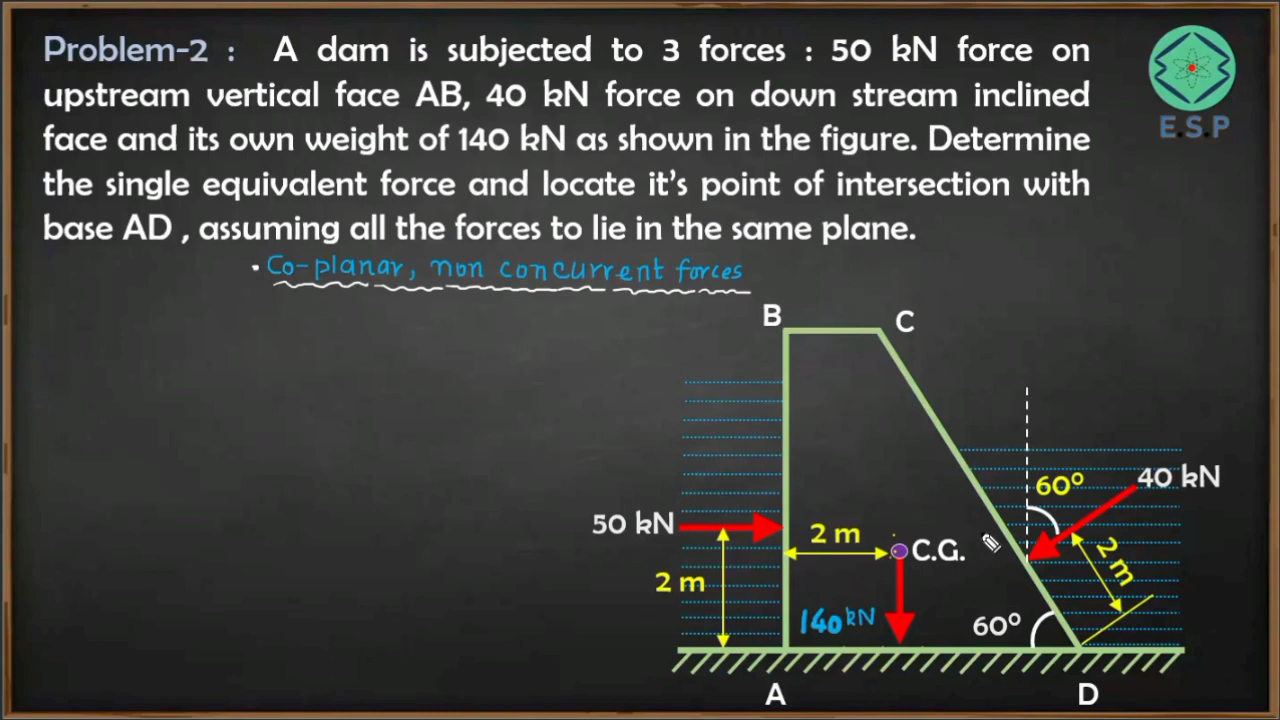 Problem-2 : A dam is subjected to 3 forces : 50 kN force on
upstream vertical face AB, 40 kN force on down stream inclined
face and its own weight of 140 kN as shown in the figure. Determine
the single equivalent force and locate it's point of intersection with
base AD , assuming all the forces to lie in the same plane.
E.S.P
• Co-planar, non concurrent forces
B
C
60°
40 kN
50 kN
2 m
C.G.
2 m
2 m
140 kN
60°
A
D